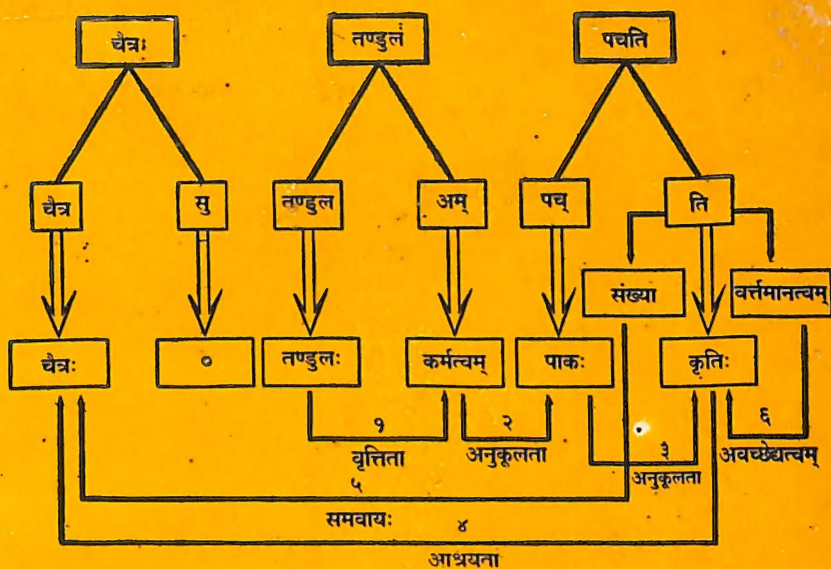 चैत्रः तण्डुलं पचति
चैत्र सु तण्डुल अम् पच् ति
संख्या वर्त्तमानत्वम्
चैत्रः ० तण्डुलः कर्मत्वम् पाकः कृतिः
१ २ ३ ६
वृत्तिता अनुकूलता अनुकूलता अवच्छेद्यत्वम्
५
समवायः ४
आश्रयता